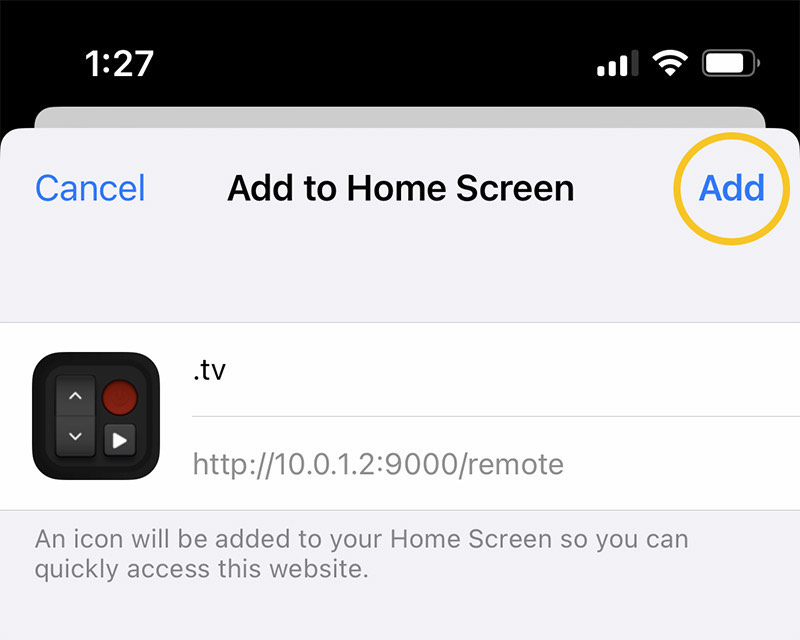 1:27
Cancel Add to Home Screen Add
.tv
http://10.0.1.2:9000/remote
An icon will be added to your Home Screen so you can
quickly access this website.